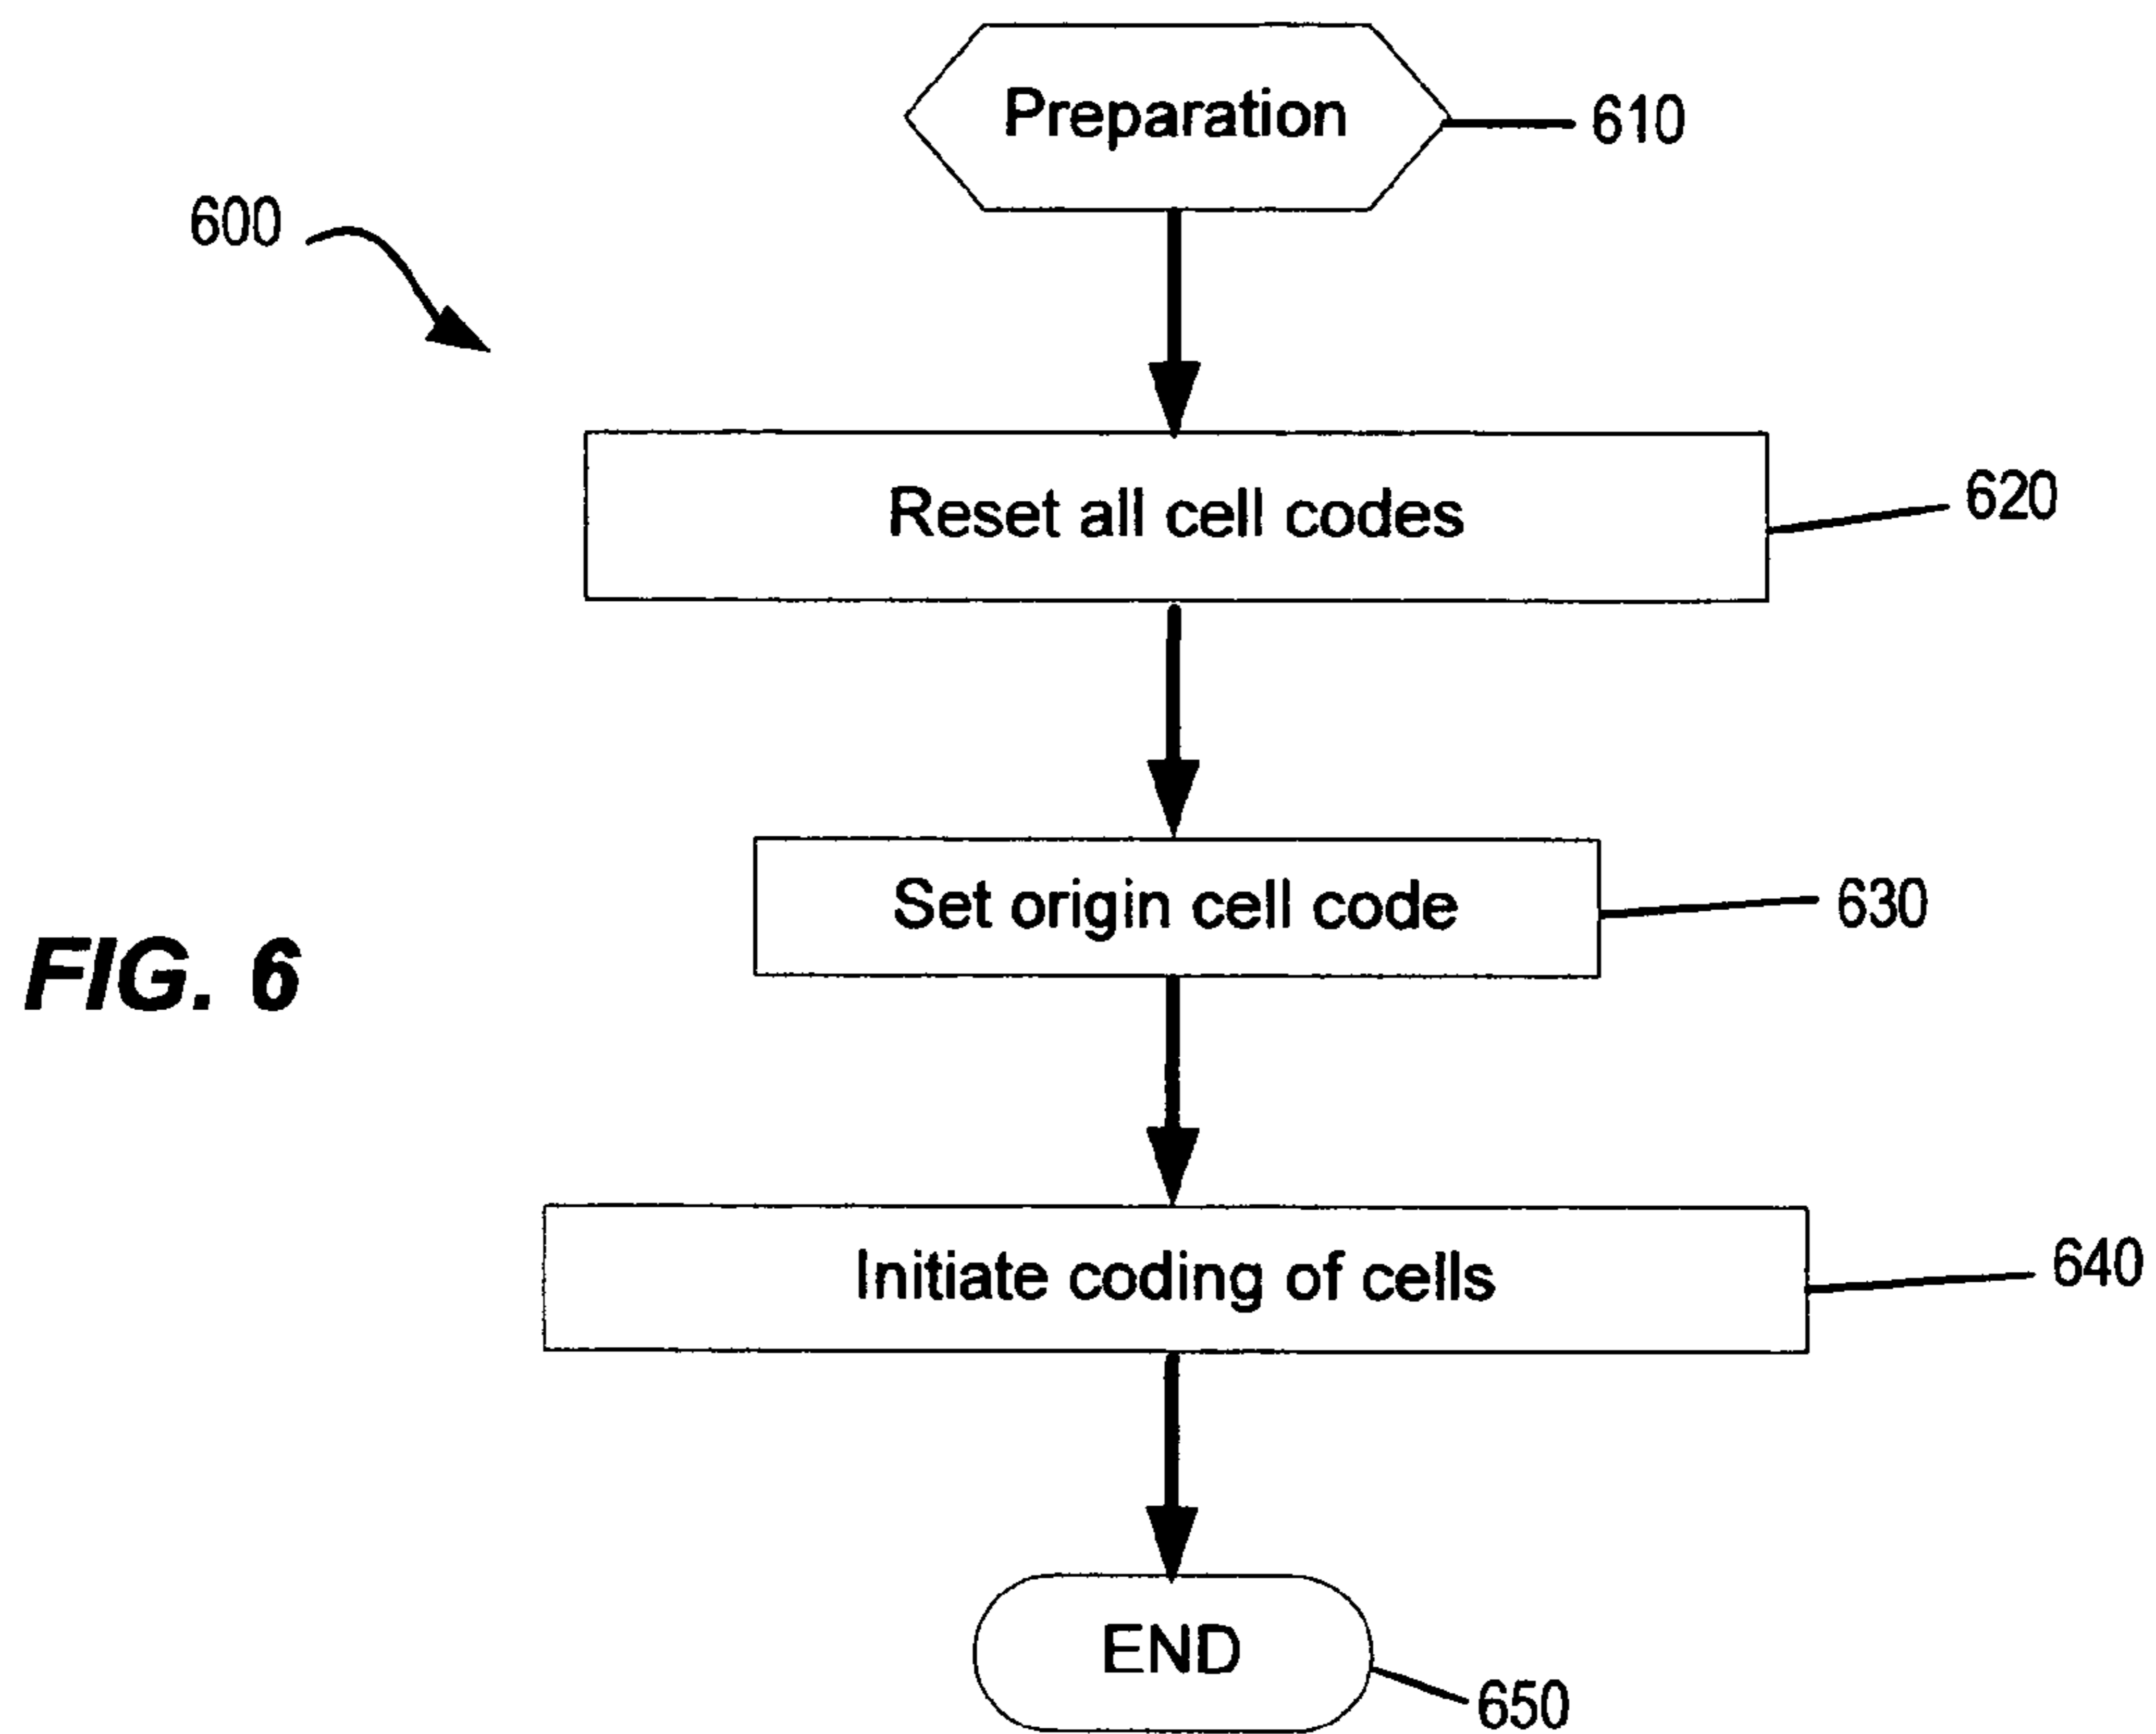 Preparation
610
600
Reset all cell codes
620
Set origin cell code
630
FIG. 6
Initiate coding of cells
640
END
650